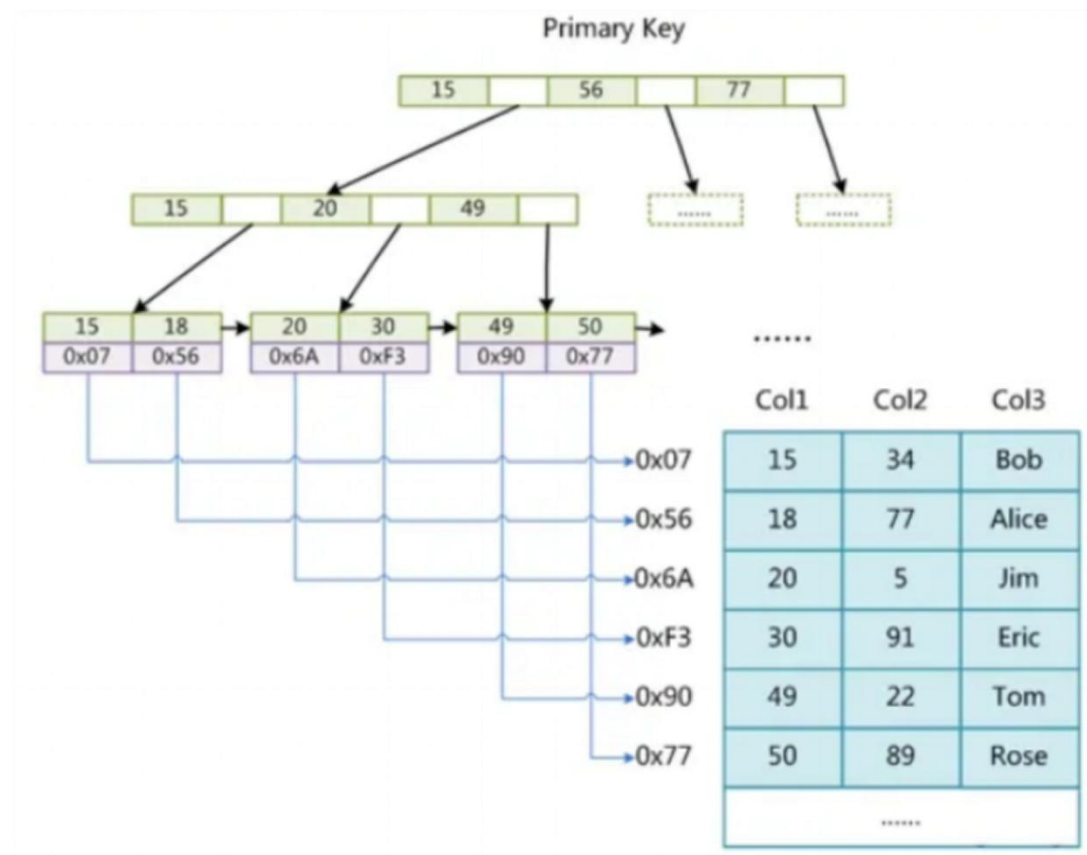 Primary Key
15 56 77
15 20 49 ...... ......
15 18 20 30 49 50
0x07 0x56 0x6A 0xF3 0x90 0x77
......
Col1 Col2 Col3
0x07 15 34 Bob
0x56 18 77 Alice
0x6A 20 5 Jim
0xF3 30 91 Eric
0x90 49 22 Tom
0x77 50 89 Rose
......